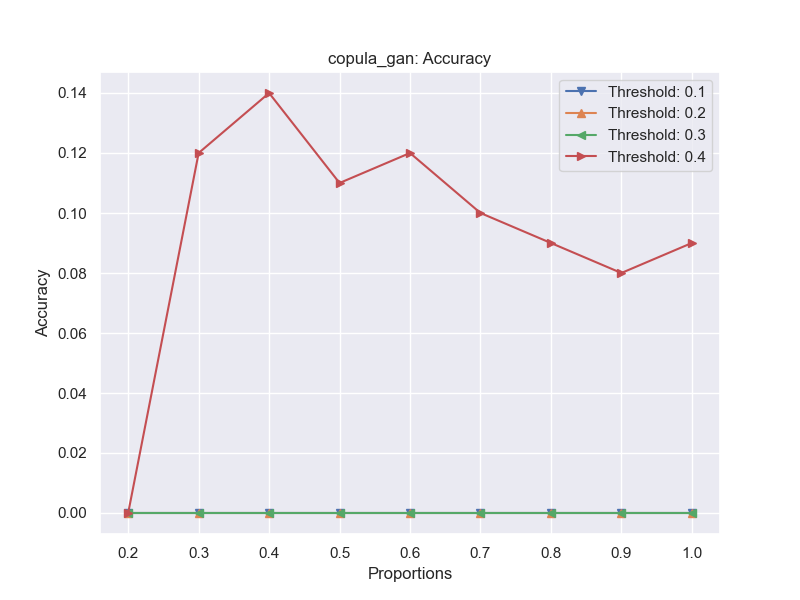 copula_gan: Accuracy
Threshold: 0.1
Threshold: 0.2
Threshold: 0.3
Threshold: 0.4
Accuracy
0.14
0.12
0.10
0.08
0.06
0.04
0.02
0.00
0.2 0.3 0.4 0.5 0.6 0.7 0.8 0.9 1.0
Proportions